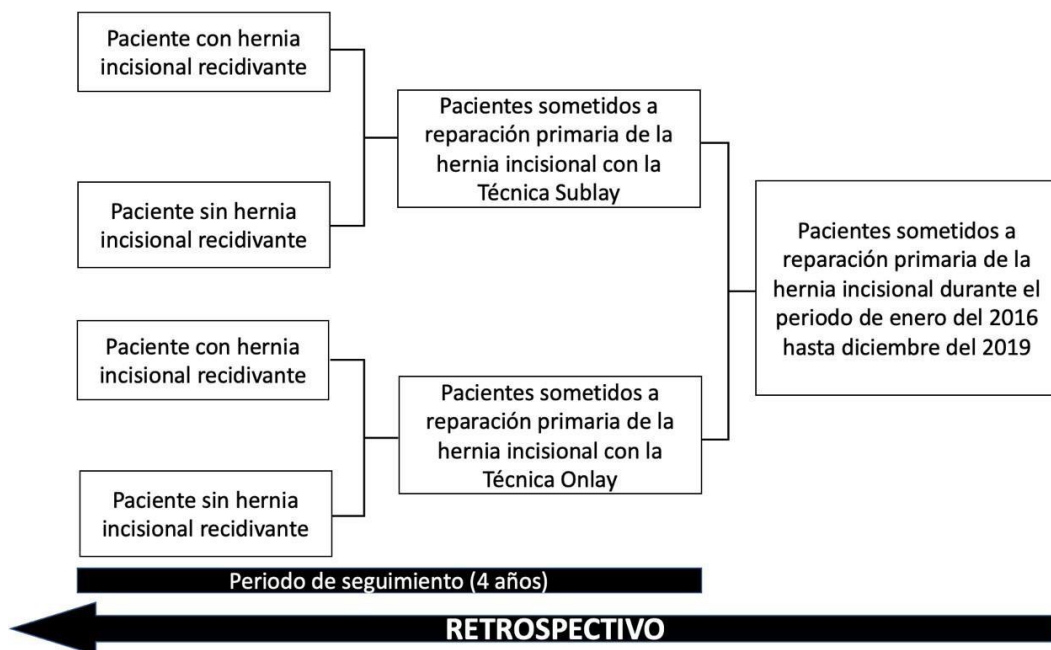 Paciente con hernia
incisional recidivante
Paciente sin hernia
incisional recidivante
Paciente con hernia
incisional recidivante
Paciente sin hernia
incisional recidivante
Pacientes sometidos a
reparación primaria de la
hernia incisional con la
Técnica Sublay
Pacientes sometidos a
reparación primaria de la
hernia incisional con la
Técnica Onlay
Pacientes sometidos a
reparación primaria de la
hernia incisional durante el
periodo de enero del 2016
hasta diciembre del 2019
Periodo de seguimiento (4 años)
RETROSPECTIVO